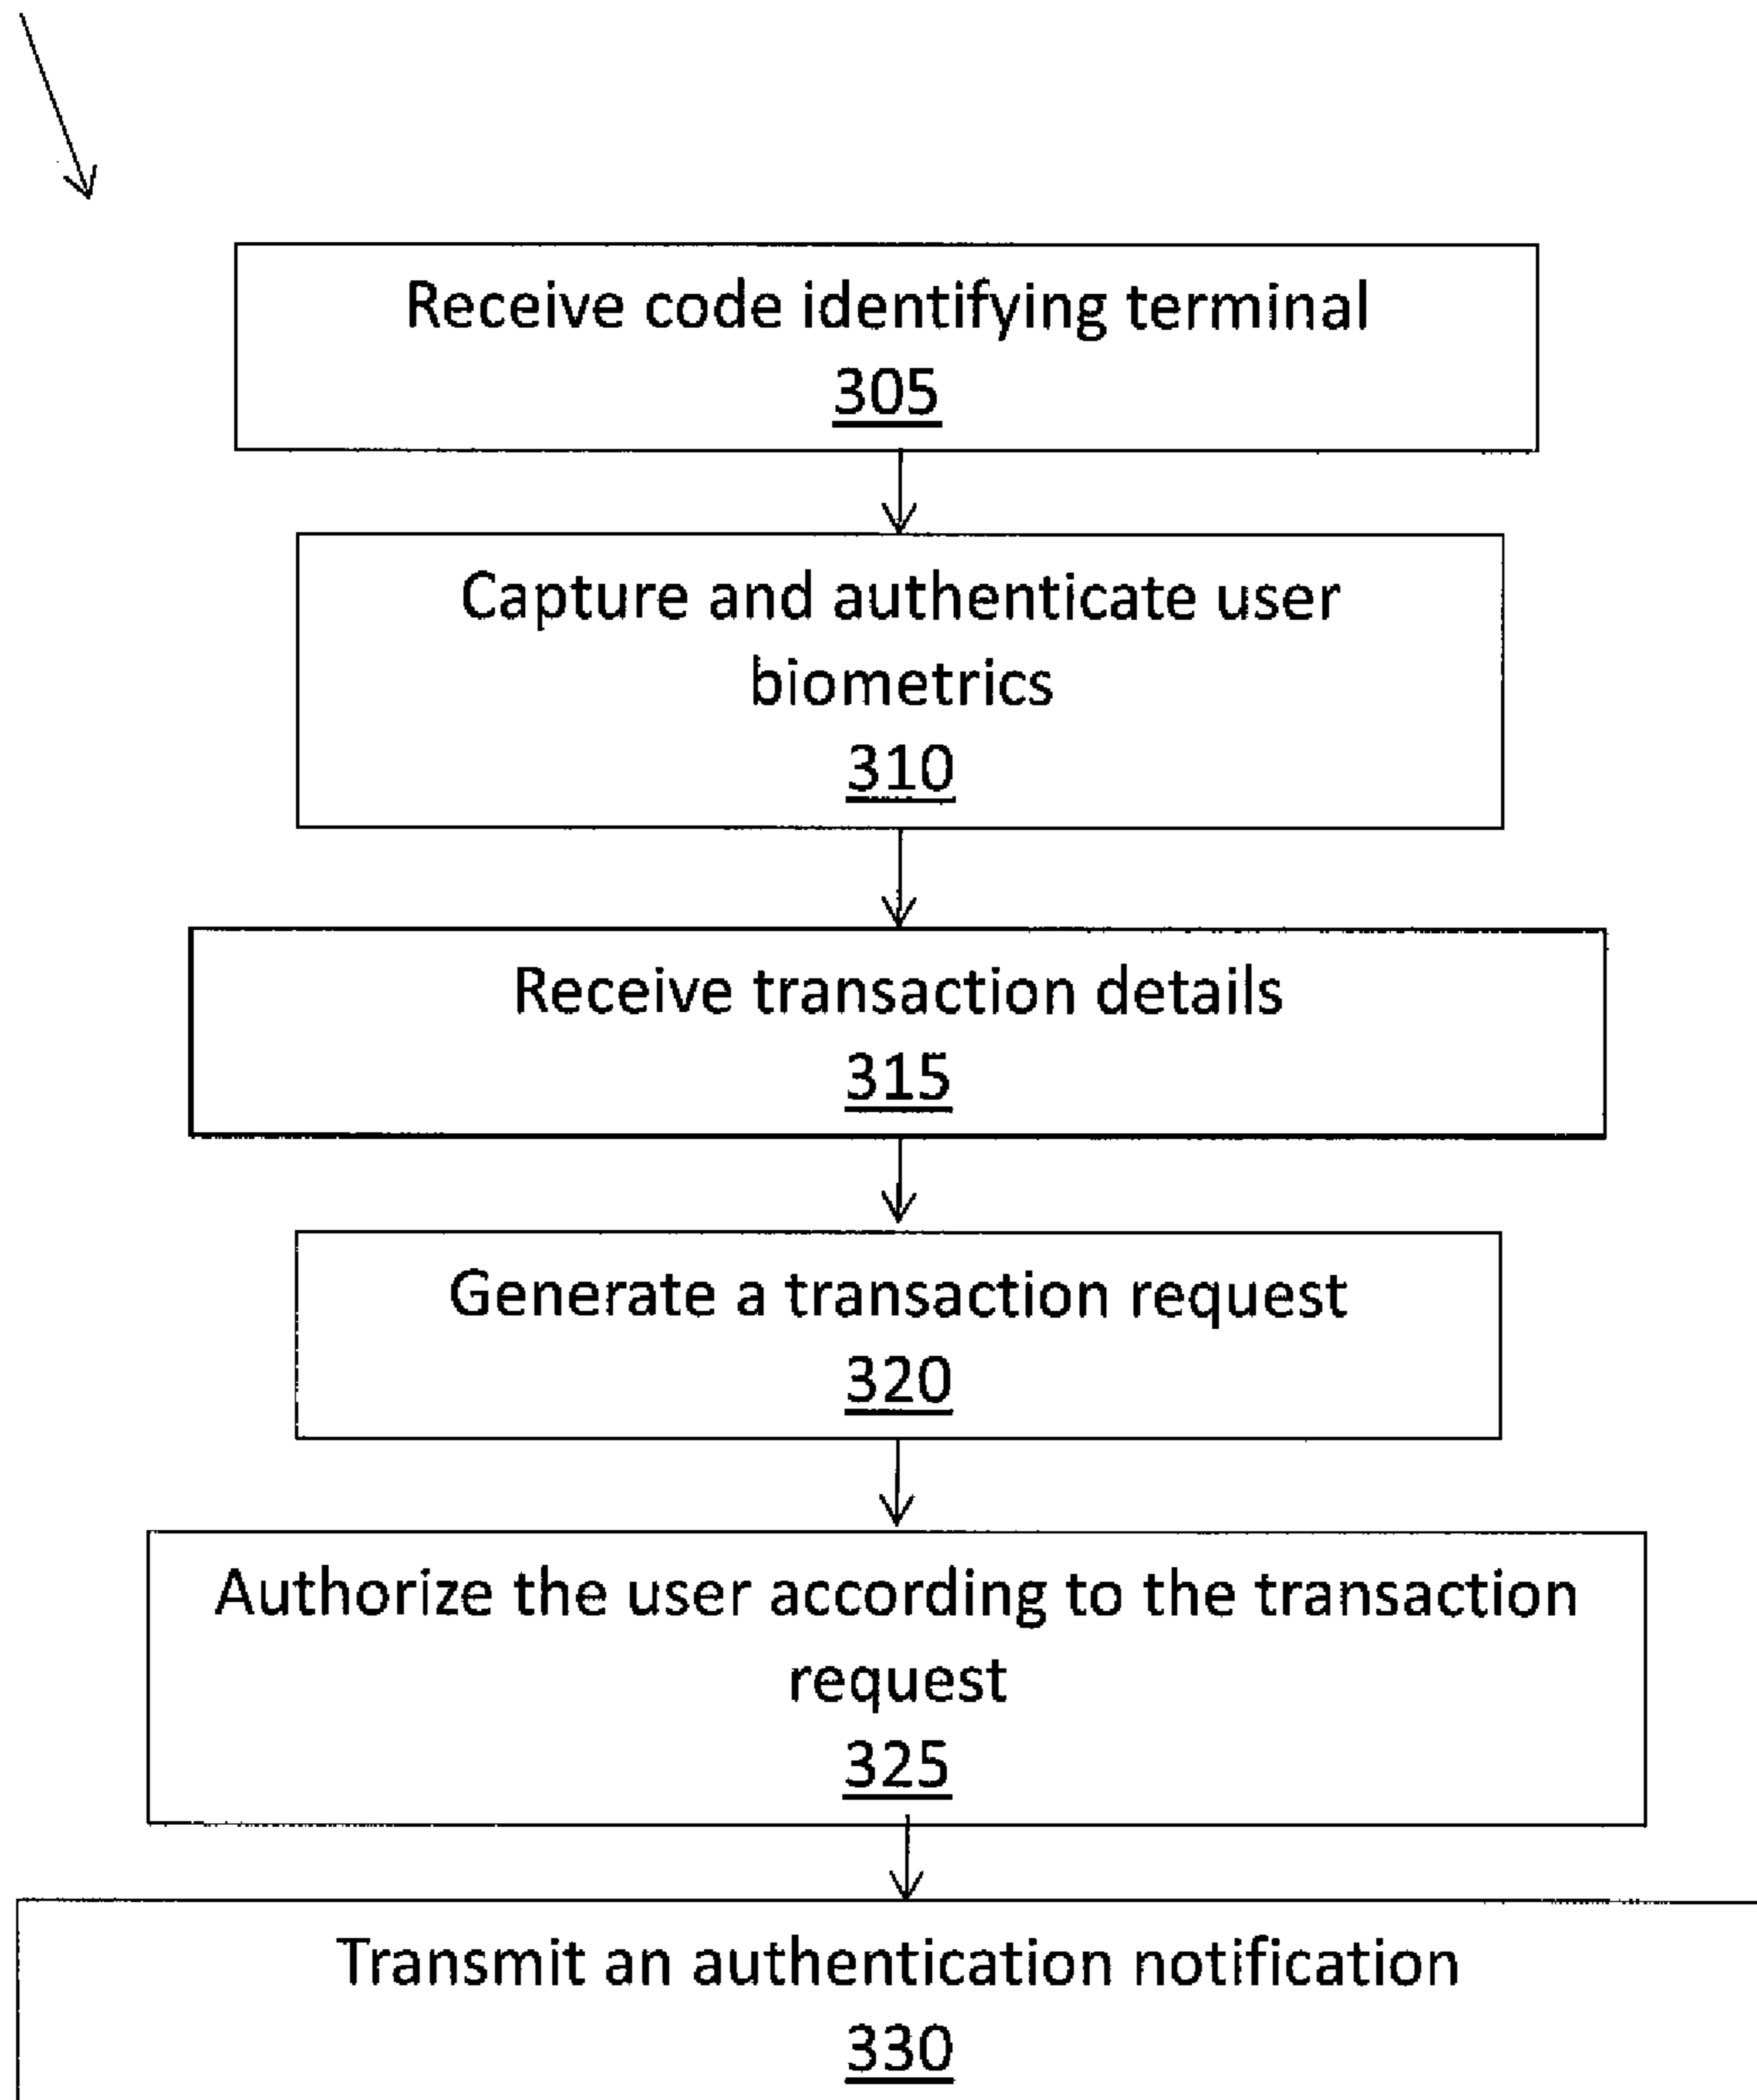 Receive code identifying terminal
305
Capture and authenticate user
biometrics
310
Receive transaction details
315
Generate a transaction request
320
Authorize the user according to the transaction
request
325
Transmit an authentication notification
330